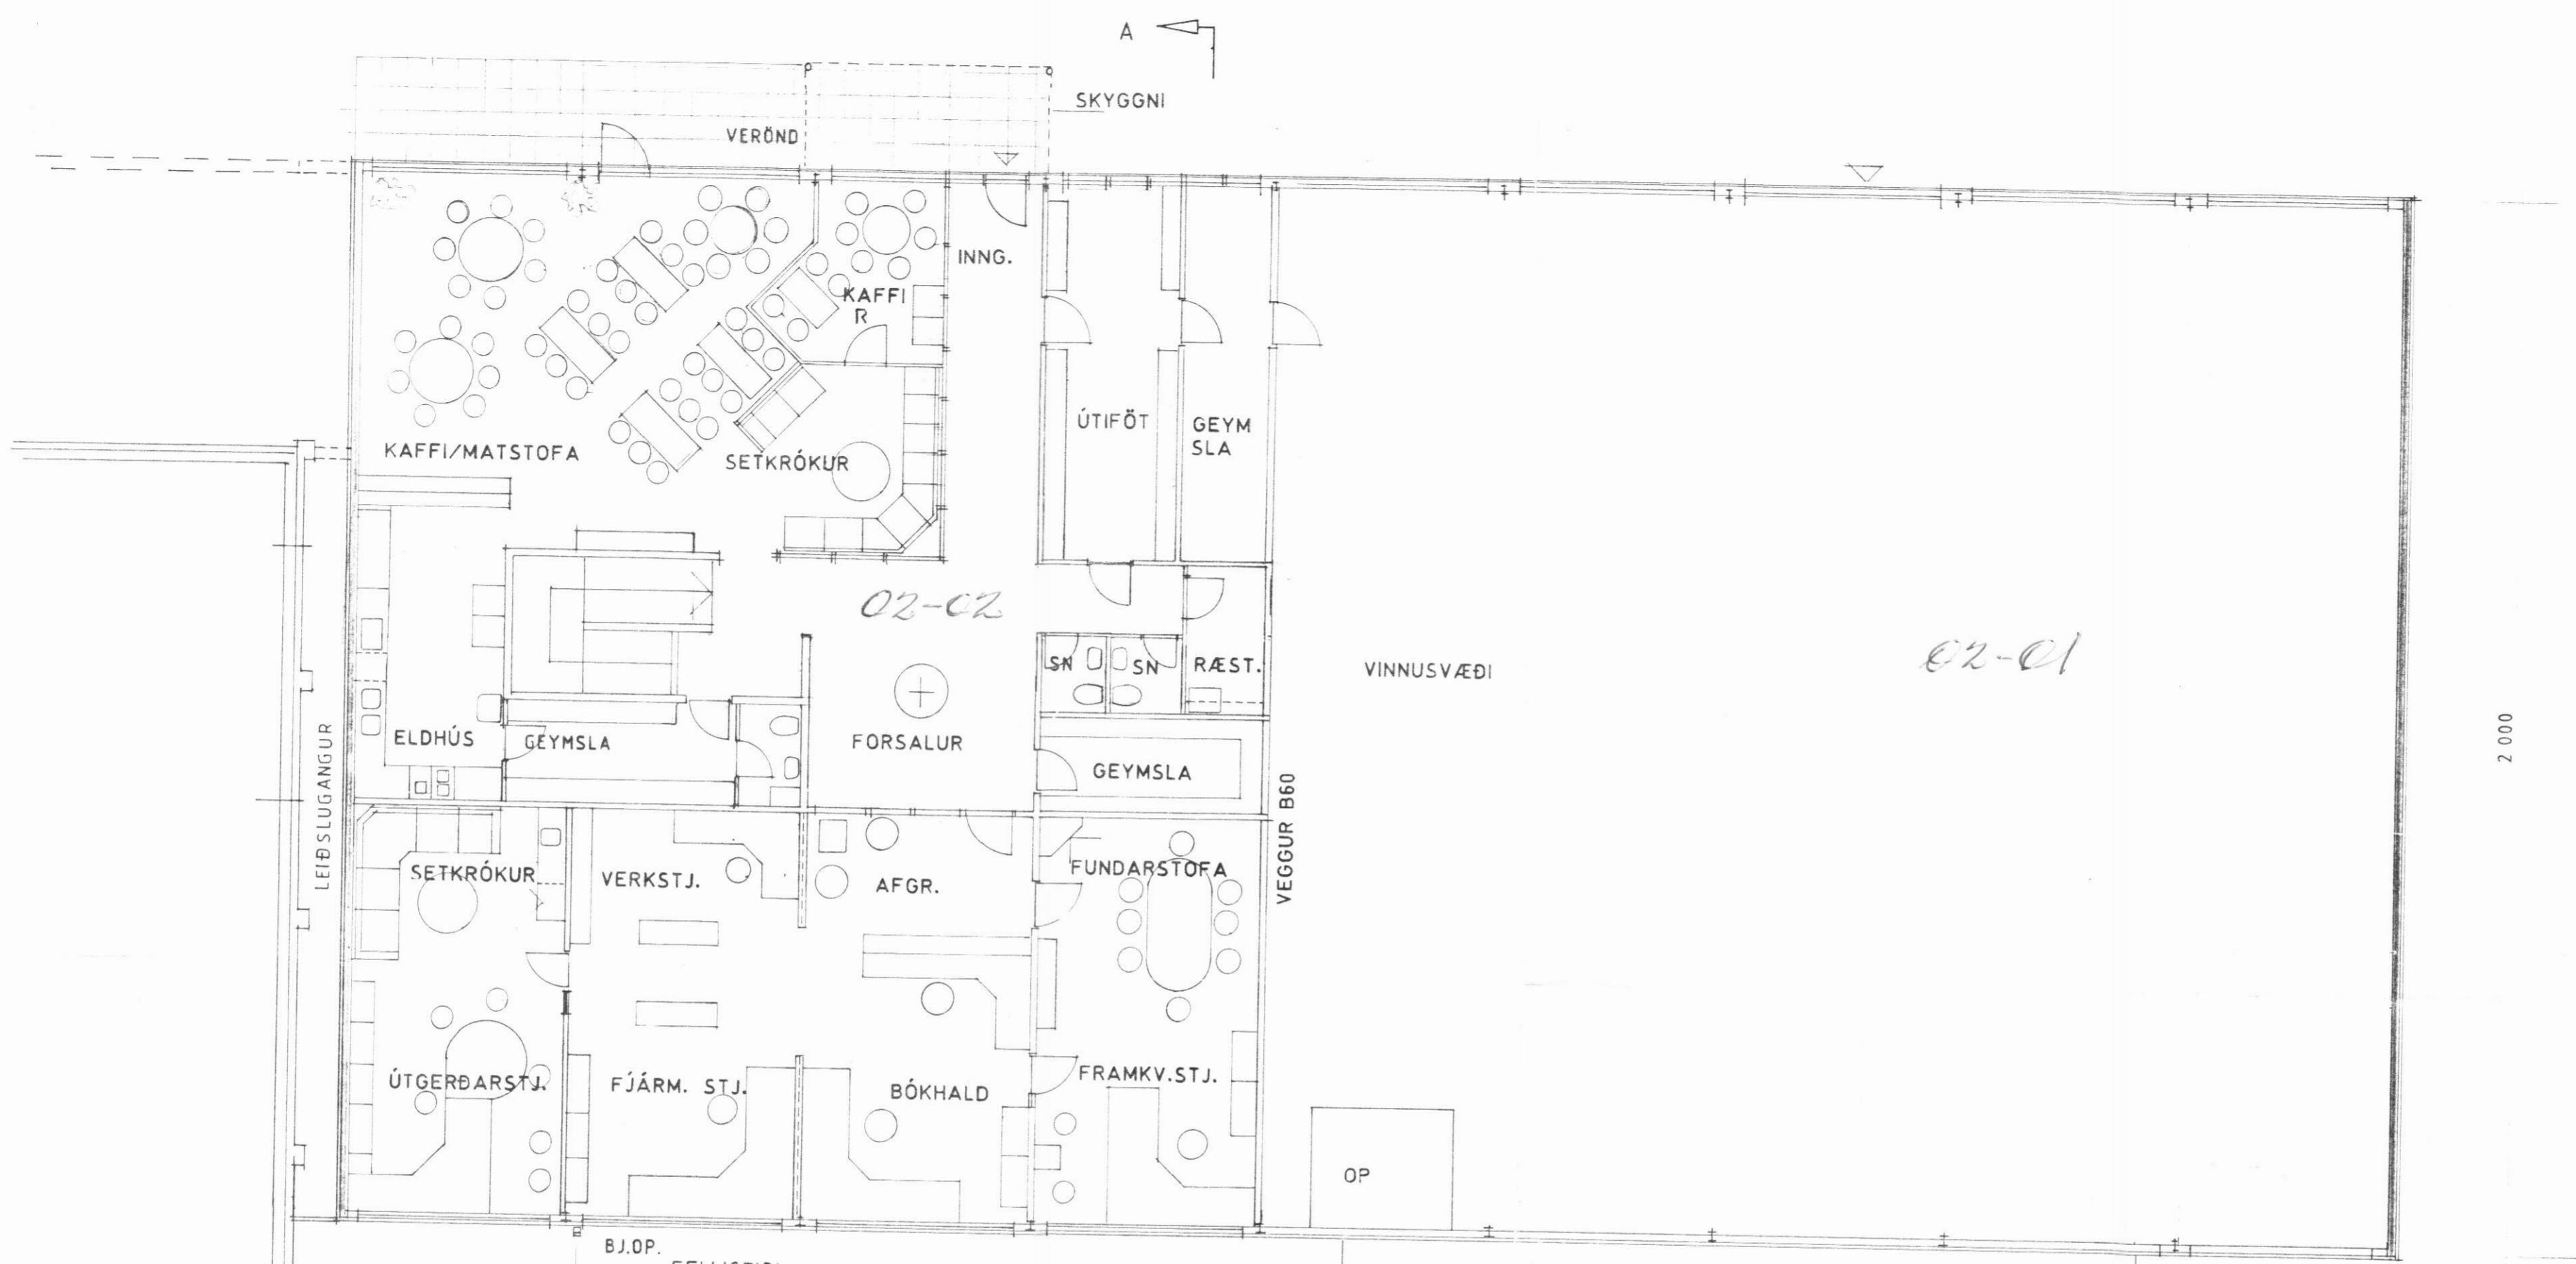 A
SKYGGNI
VERÖND
INNG.
KAFFI
R
ÚTIFÖT
GEYM
SLA
KAFFI/MATSTOFA
SETKRÓKUR
02-02
02-01
SN
SN
RÆST.
VINNUSVÆÐI
ELDHÚS
GEYMSLA
FORSALUR
GEYMSLA
2 000
LEIÐSLUGANGUR
VEGGUR B60
SETKRÓKUR
VERKSTJ.
AFGR.
FUNDARSTOFA
ÚTGERÐARSTJ.
FJÁRM. STJ.
BÓKHALD
FRAMKV.STJ.
OP
BJ.OP.